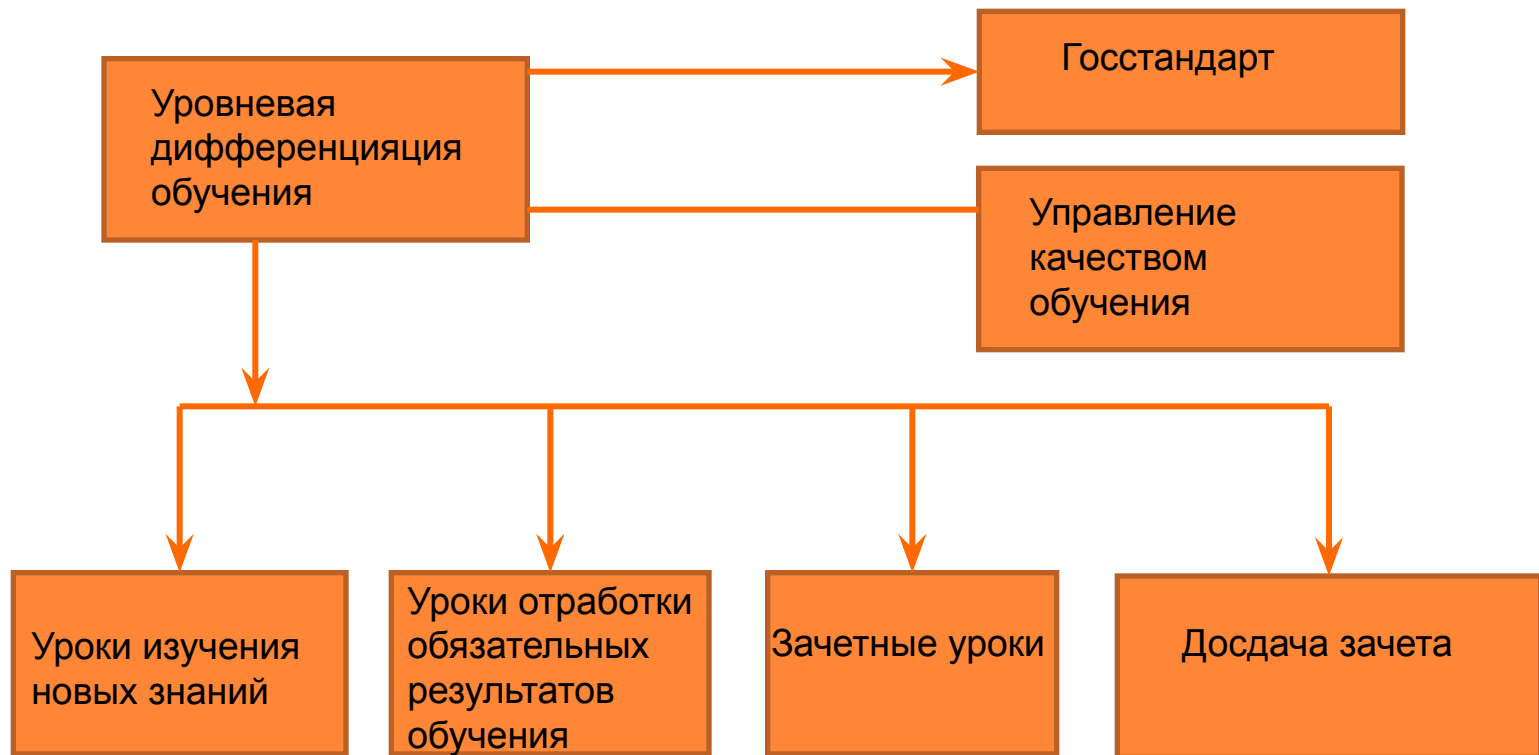 Госстандарт
Уровневая
дифференцияция
обучения
Управление
качеством
обучения
Уроки изучения
новых знаний
Уроки отработки
обязательных
результатов
обучения
Зачетные уроки
Досдача зачета